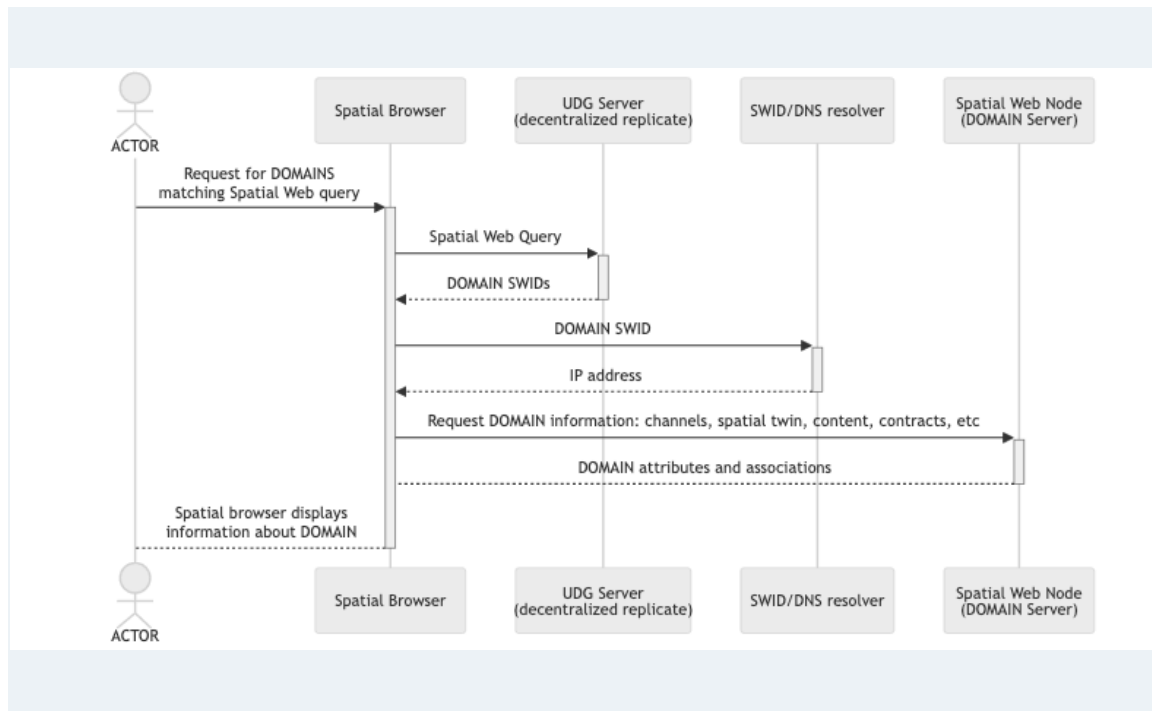 Spatial Browser
UDG Server
(decentralized replicate)
SWID/DNS resolver
Spatial Web Node
(DOMAIN Server)
ACTOR
Request for DOMAINS
matching Spatial Web query
Spatial Web Query
DOMAIN SWIDs
DOMAIN SWID
IP address
Request DOMAIN information: channels, spatial twin, content, contracts, etc
DOMAIN attributes and associations
Spatial browser displays
information about DOMAIN
Spatial Browser
UDG Server
(decentralized replicate)
SWID/DNS resolver
Spatial Web Node
(DOMAIN Server)
ACTOR